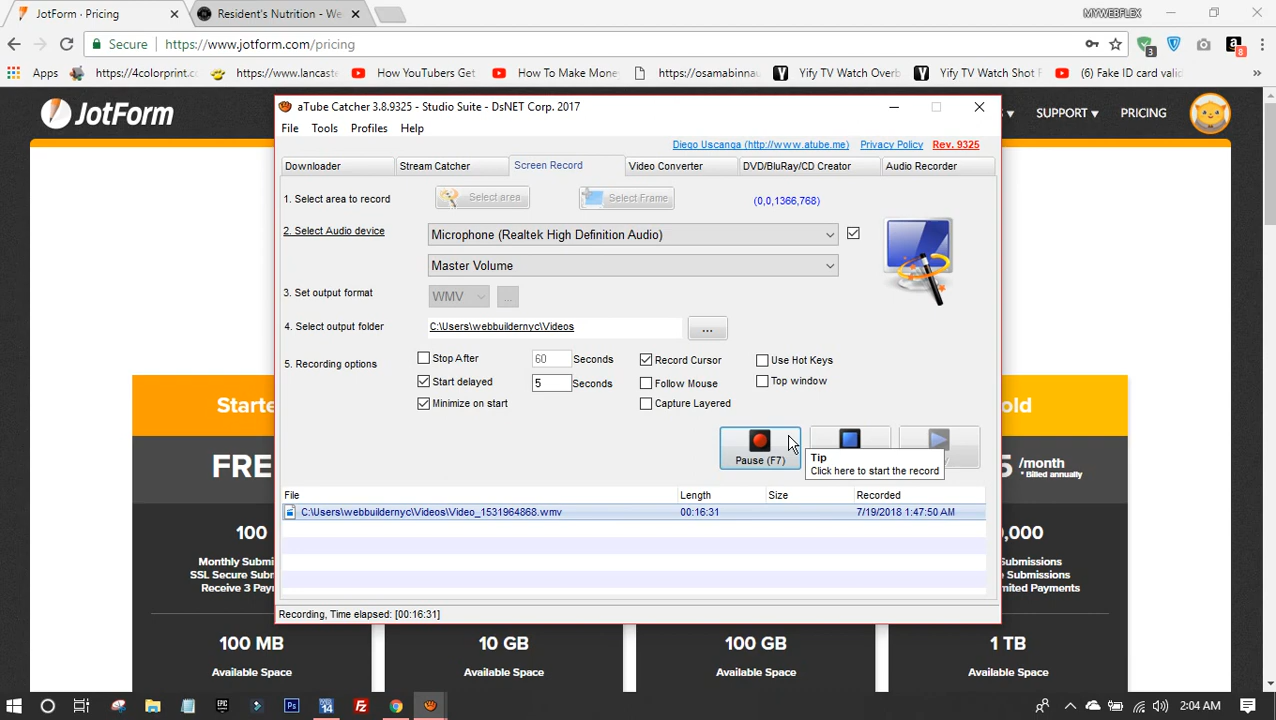 JotForm · Pricing
Resident's Nutrition - We
MYWEBFLEX
Secure
https://www.jotform.com/pricing
3
8
Apps
https://4colorprint.c
https://www.lancaste
How YouTubers Get
How To Make Mone
https://osmabinnau
Yify TV Watch Overb
Yify TV Watch Shot F
(6) Fake ID card valid
»
JotForm
SUPPORT
PRICING
aTube Catcher 3.8.9325 - Studio Suite - DsNET Corp. 2017
File Tools Profiles Help
Diego Uscanga (http://www.atube.me) Privacy Policy Rev. 9325
Downloader
Stream Catcher
Screen Record
Video Converter
DVD/BluRay/CD Creator
Audio Recorder
1. Select area to record
Select area
Select Frame
(0,0,1366,768)
2. Select Audio device
Microphone (Realtek High Definition Audio)
Master Volume
3. Set output format
WMV
...
4. Select output folder
C:\Users\webbuildernyc\Videos
...
5. Recording options
Stop After
60
Seconds
Record Cursor
Use Hot Keys
Start delayed
5
Seconds
Follow Mouse
Top window
Minimize on start
Capture Layered
Pause (F7)
Tip
Click here to start the record
File
Length
Size
Recorded
C:\Users\webbuildernyc\Videos\Video_1531964868.wmv
00:16:31
7/19/2018 1:47:50 AM
Recording, Time elapsed: [00:16:31]
Starte
old
FRE
5
/month
* Billed annually
100
,000
Monthly Submi
Submissions
SSL Secure Subm
e Submissions
Receive 3 Paym
ited Payments
100 MB
10 GB
100 GB
1 TB
Available Space
Available Space
Available Space
Available Space
EPIC
Ps
14
2:04 AM